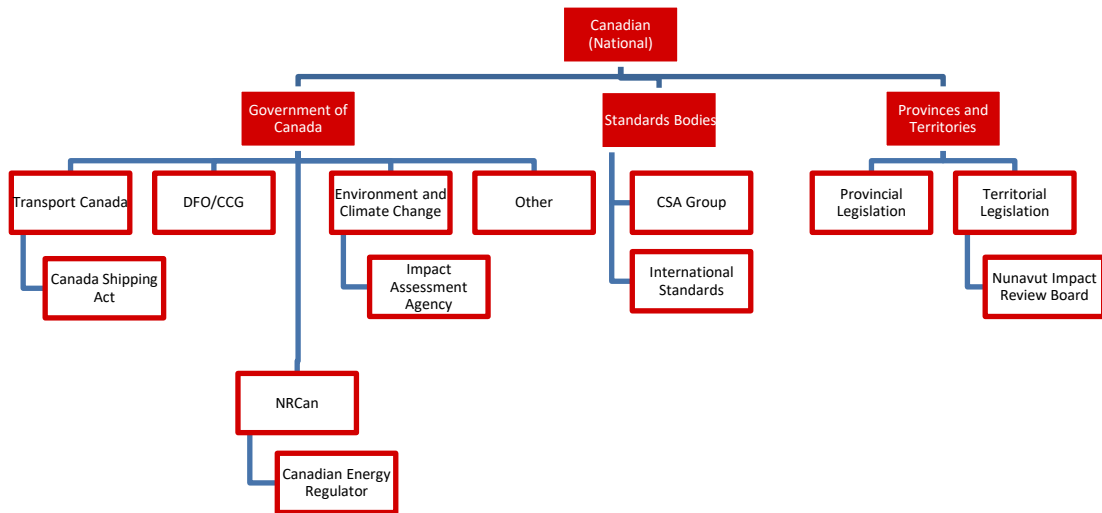 Canadian
(National)
Government of
Canada
Standards Bodies
Provinces and
Territories
Transport Canada
DFO/CCG
Environment and
Climate Change
Other
CSA Group
Provincial
Legislation
Territorial
Legislation
Canada Shipping
Act
Impact
Assessment
Agency
International
Standards
Nunavut Impact
Review Board
NRCan
Canadian Energy
Regulator